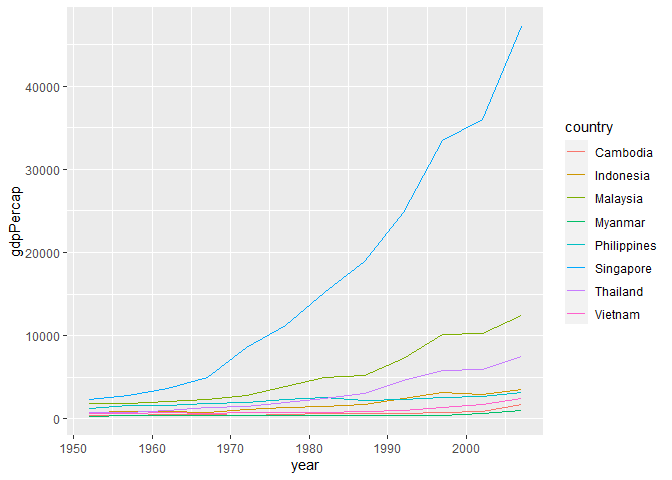 40000
30000
20000
10000
0
gdpPercap
1950
1960
1970
1980
1990
2000
year
country
Cambodia
Indonesia
Malaysia
Myanmar
Philippines
Singapore
Thailand
Vietnam